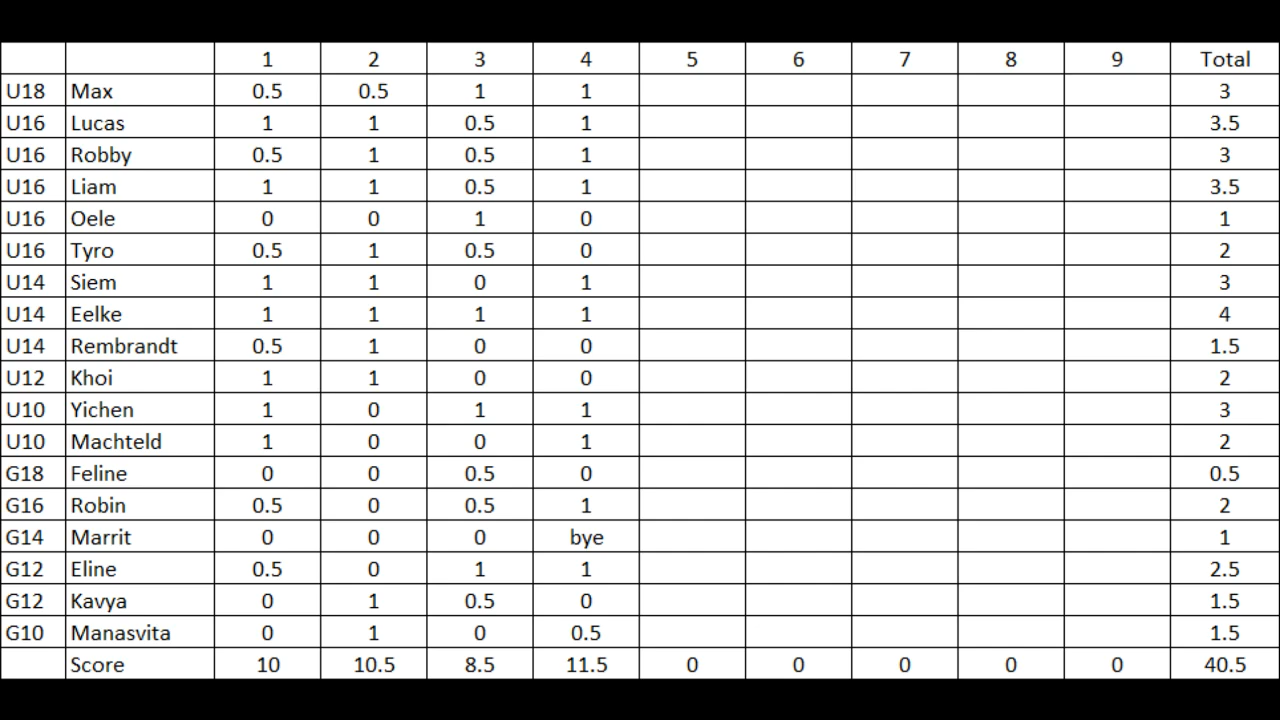 1 2 3 4 5 6 7 8 9 Total
U18 Max 0.5 0.5 1 1 3
U16 Lucas 1 1 0.5 1 3.5
U16 Robby 0.5 1 0.5 1 3
U16 Liam 1 1 0.5 1 3.5
U16 Oele 0 0 1 0 1
U16 Tyro 0.5 1 0.5 0 2
U14 Siem 1 1 0 1 3
U14 Eelke 1 1 1 1 4
U14 Rembrandt 0.5 1 0 0 1.5
U12 Khoi 1 1 0 0 2
U10 Yichen 1 0 1 1 3
U10 Machteld 1 0 0 1 2
G18 Feline 0 0 0.5 0 0.5
G16 Robin 0.5 0 0.5 1 2
G14 Marrit 0 0 0 bye 1
G12 Eline 0.5 0 1 1 2.5
G12 Kavya 0 1 0.5 0 1.5
G10 Manasvita 0 1 0 0.5 1.5
Score 10 10.5 8.5 11.5 0 0 0 0 0 40.5